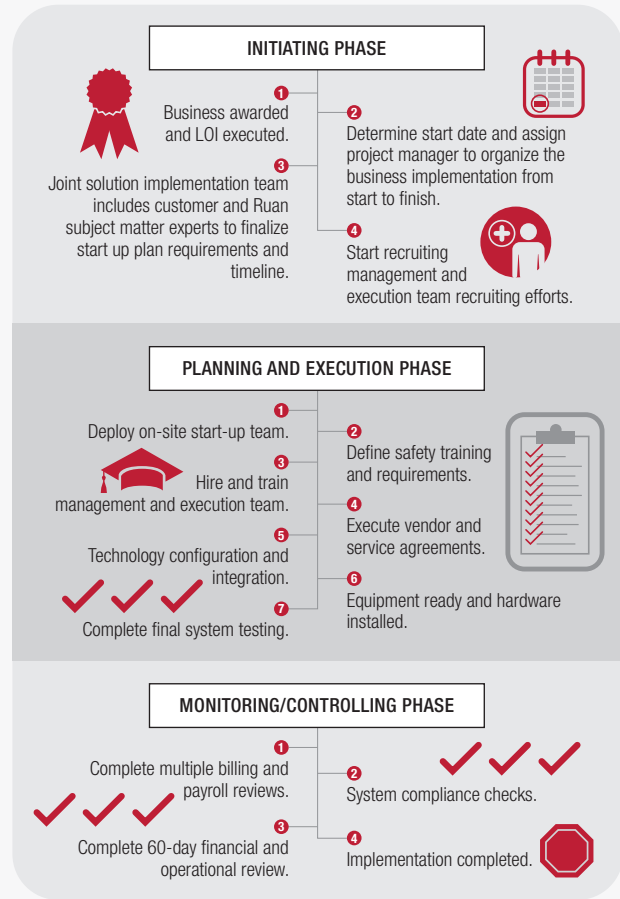 INITIATING PHASE
1
Business awarded
and LOI executed.
2
Determine start date and assign
project manager to organize the
business implementation from
start to finish.
3
Joint solution implementation team
includes customer and Ruan
subject matter experts to finalize
start up plan requirements and
timeline.
4
Start recruiting
management and
execution team recruiting efforts.
PLANNING AND EXECUTION PHASE
1
Deploy on-site start-up team.
2
Define safety training
and requirements.
3
Hire and train
management and execution team.
4
Execute vendor and
service agreements.
5
Technology configuration and
integration.
6
Equipment ready and hardware
installed.
7
Complete final system testing.
MONITORING/CONTROLLING PHASE
1
Complete multiple billing and
payroll reviews.
2
System compliance checks.
3
Complete 60-day financial and
operational review.
4
Implementation completed.